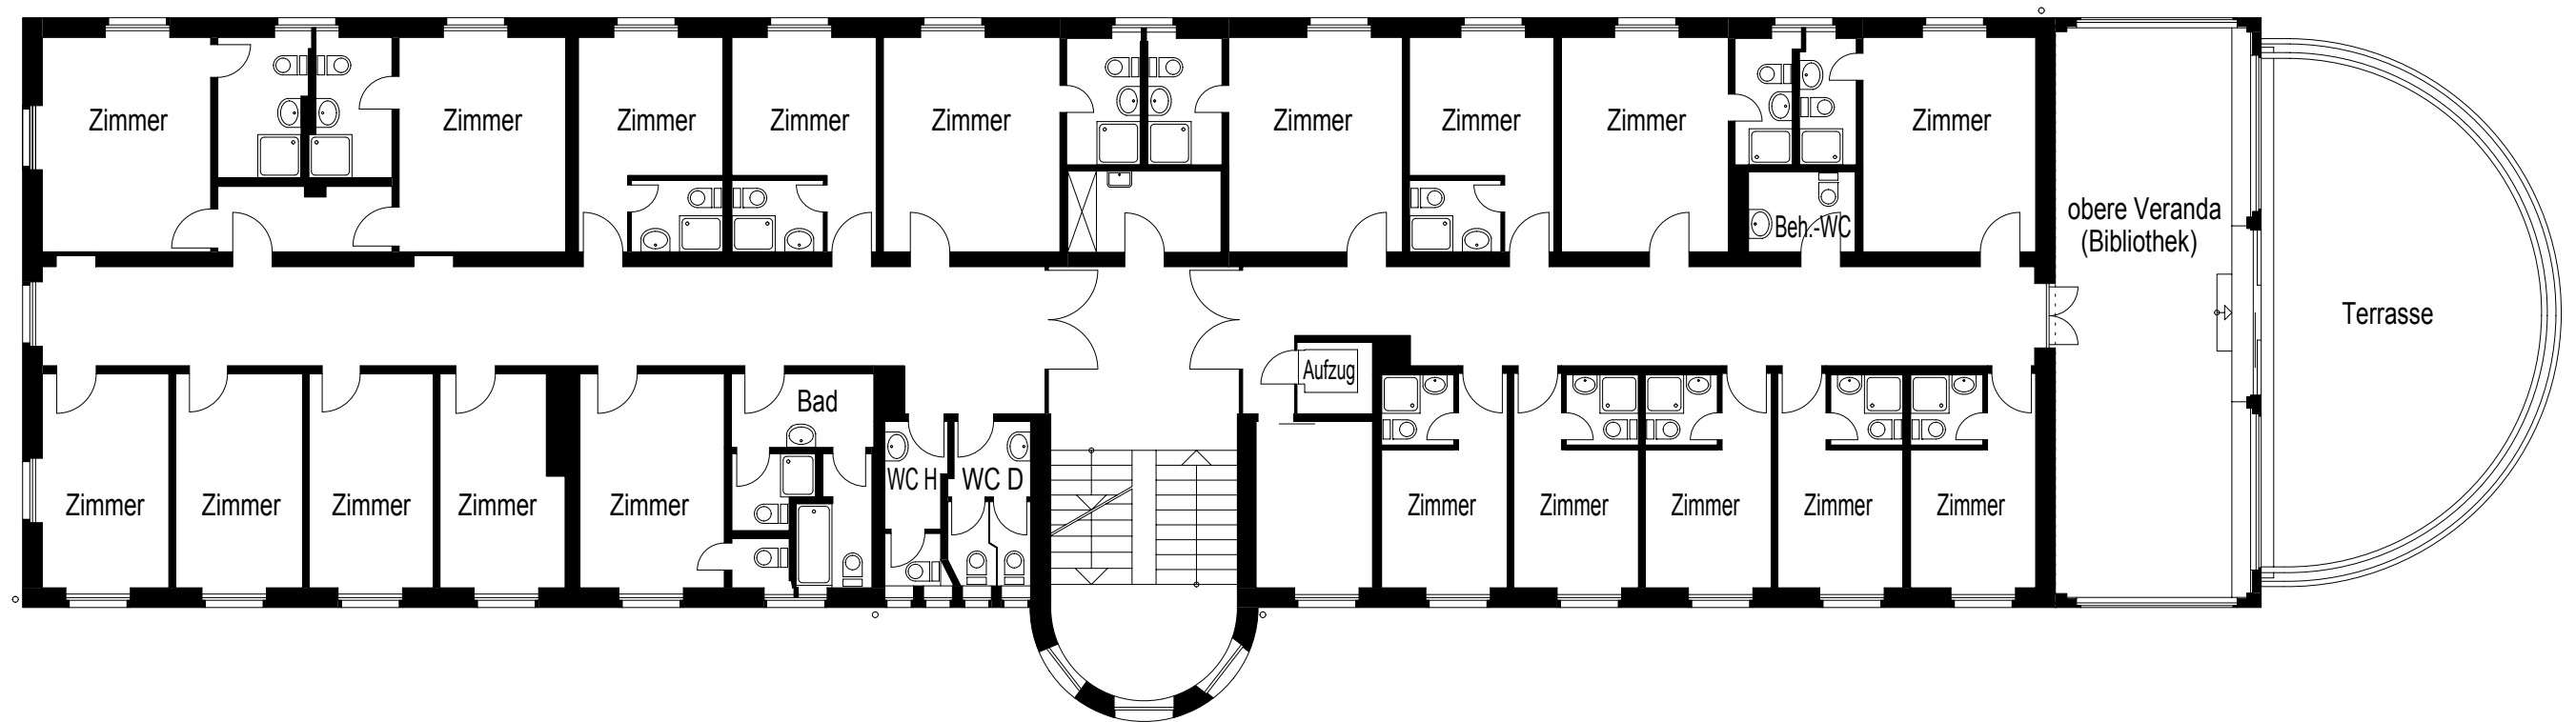 Zimmer
Zimmer
Zimmer
Zimmer
Zimmer
Zimmer
Zimmer
Zimmer
Zimmer
obere Veranda
(Bibliothek)
Beh.-WC
Terrasse
Aufzug
Bad
WC H
WC D
Zimmer
Zimmer
Zimmer
Zimmer
Zimmer
Zimmer
Zimmer
Zimmer
Zimmer
Zimmer